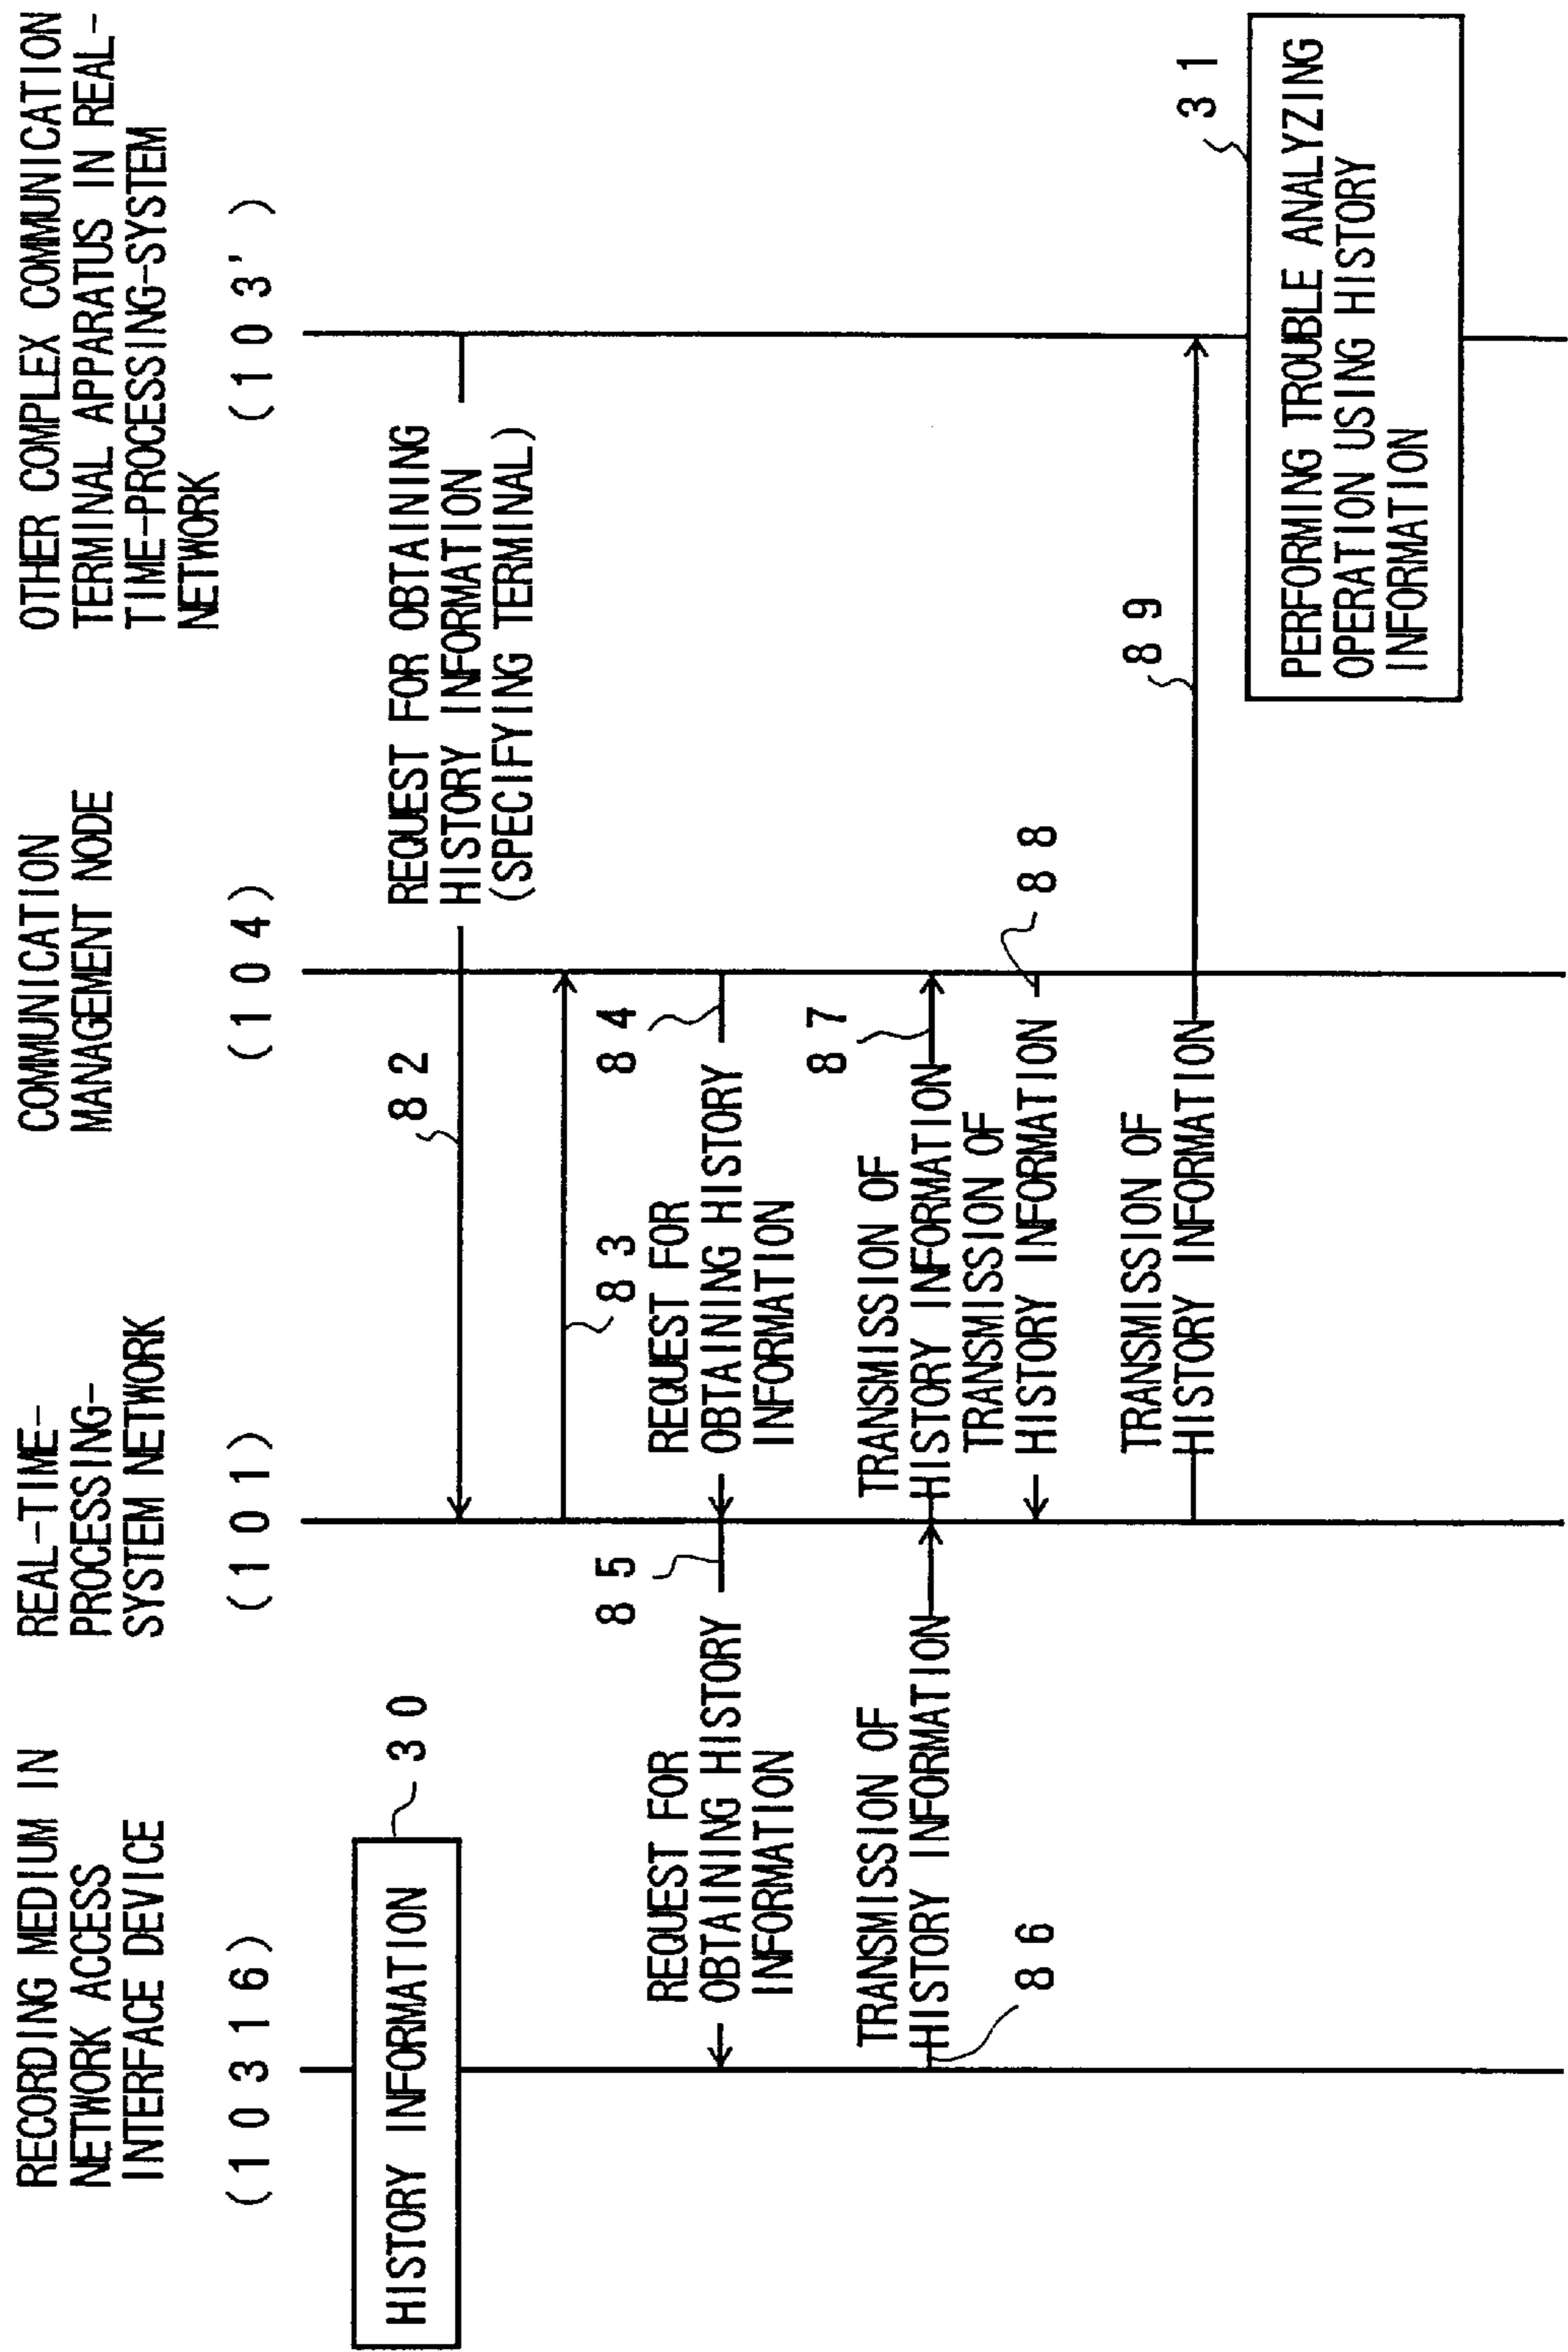 RECORDING MEDIUM IN
NETWORK ACCESS
INTERFACE DEVICE
(10316)
REAL-TIME-
PROCESSING-
SYSTEM NETWORK
(101)
COMMUNICATION
MANAGEMENT NODE
(104)
OTHER COMPLEX COMMUNICATION
TERMINAL APPARATUS IN REAL-
TIME-PROCESSING-SYSTEM
NETWORK
(103')
HISTORY INFORMATION
30
82
REQUEST FOR OBTAINING
HISTORY INFORMATION
(SPECIFYING TERMINAL)
83
84
REQUEST FOR
OBTAINING HISTORY
INFORMATION
85
REQUEST FOR
OBTAINING HISTORY
INFORMATION
TRANSMISSION OF
HISTORY INFORMATION
86
TRANSMISSION OF
HISTORY INFORMATION
87
TRANSMISSION OF
HISTORY INFORMATION
88
TRANSMISSION OF
HISTORY INFORMATION
89
31
PERFORMING TROUBLE ANALYZING
OPERATION USING HISTORY
INFORMATION